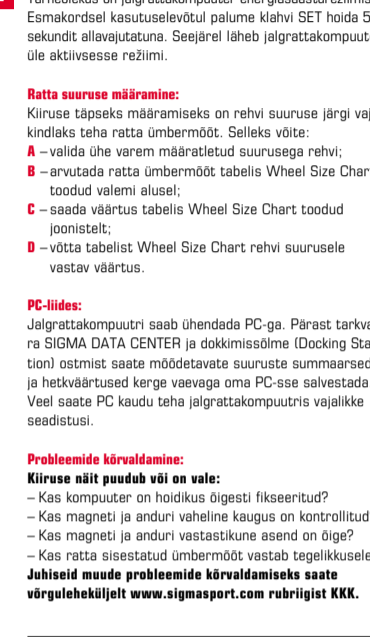 Esmakordsel kasutuselevõtul palume klahvi SET hoida 5
sekundit allavajutatuna. Seejärel läheb
üle aktiivsesse režiimi.
Ratta suuruse määramine:
Kiiruse täpseks määramiseks on rehvi suuruse järgi
kindlaks teha ratta ümbermõõt. Selleks võite:
A – valida ühe varem määratletud suurusega rehvi;
B – arvutada ratta ümbermõõt tabelis Wheel Size
toodud valemi alusel;
C – saada väärtus tabelis Wheel Size Chart toodud
joonistelt;
D – võtta tabelist Wheel Size Chart rehvi suurusele
vastav väärtus.
PC-liides:
Jalgrattakompuutri saab ühendada PC-ga. Pärast
ra SIGMA DATA CENTER ja dokkimissõlme (Docking Sta
tion) ostmist saate mõõdetavate suuruste summaarsed
ja hetkväärtused kerge vaevaga oma PC-sse salvestada
Veel saate PC kaudu teha jalgrattakompuutris vajalikke
seadistusi.
Probleemide kõrvaldamine:
Kiiruse näit puudub või on vale:
– Kas kompuuter on hoidikus õigesti fikseeritud?
– Kas magneti ja anduri vaheline kaugus on kontrollitud
– Kas magneti ja anduri vastastikune asend on õige?
– Kas ratta sisestatud ümbermõõt vastab tegelikkusele
Juhiseid muude probleemide kõrvaldamiseks saate
võrguleheküljelt www.sigmasport.com rubriigist KKK.